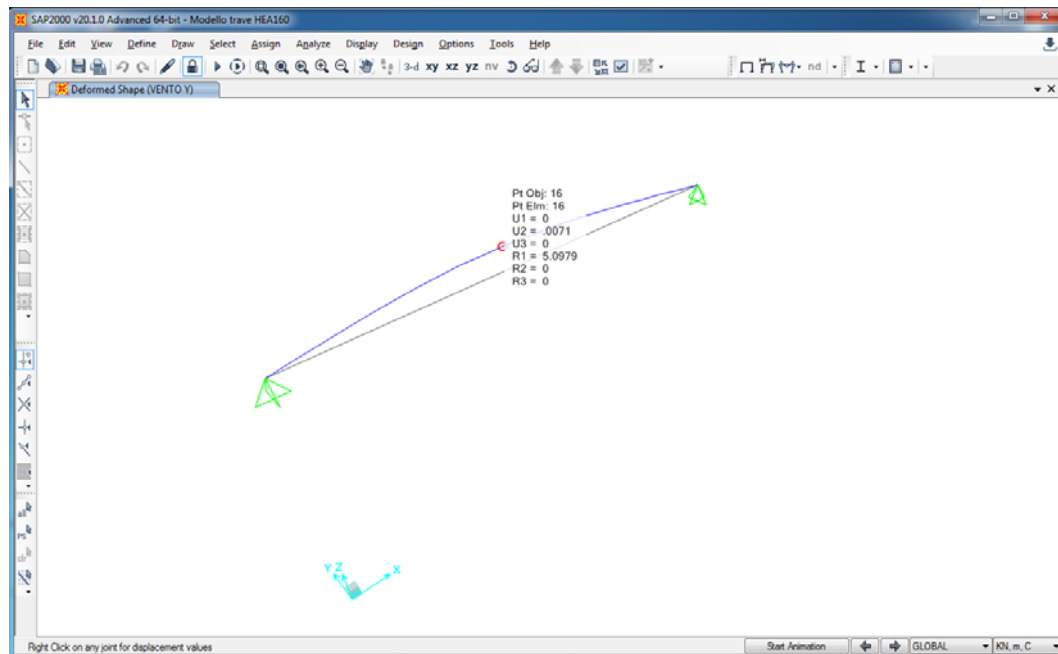 SAP2000 v20.1.0 Advanced 64-bit - Modello trave HEA160
File Edit View Define Draw Select Assign Analyze Display Design Options Tools Help
3-d xy xz yz nv nd
Deformed Shape (VENTO Y)
Pt Obj: 16
Pt Elm: 16
U1 = 0
U2 = .0071
U3 = 0
R1 = 5.0979
R2 = 0
R3 = 0
Y Z X
all
PS
clr
Right Click on any joint for displacement values Start Animation GLOBAL KN, m, C